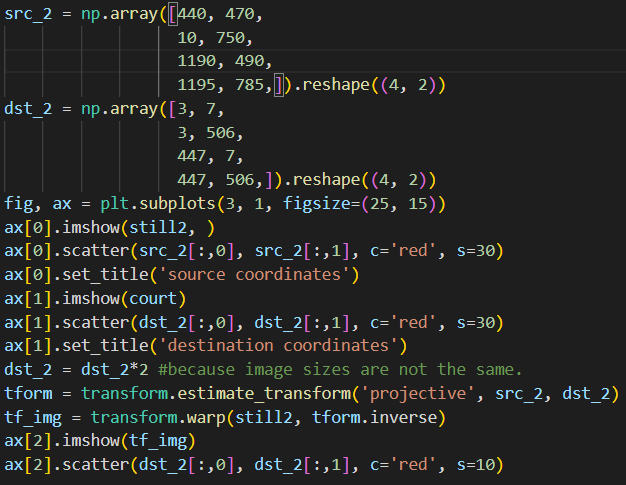 src_2 = np.array([440, 470,
10, 750,
1190, 490,
1195, 785,]).reshape((4, 2))
dst_2 = np.array([3, 7,
3, 506,
447, 7,
447, 506,]).reshape((4, 2))
fig, ax = plt.subplots(3, 1, figsize=(25, 15))
ax[0].imshow(still2, )
ax[0].scatter(src_2[:,0], src_2[:,1], c='red', s=30)
ax[0].set_title('source coordinates')
ax[1].imshow(court)
ax[1].scatter(dst_2[:,0], dst_2[:,1], c='red', s=30)
ax[1].set_title('destination coordinates')
dst_2 = dst_2*2 #because image sizes are not the same.
tform = transform.estimate_transform('projective', src_2, dst_2)
tf_img = transform.warp(still2, tform.inverse)
ax[2].imshow(tf_img)
ax[2].scatter(dst_2[:,0], dst_2[:,1], c='red', s=10)